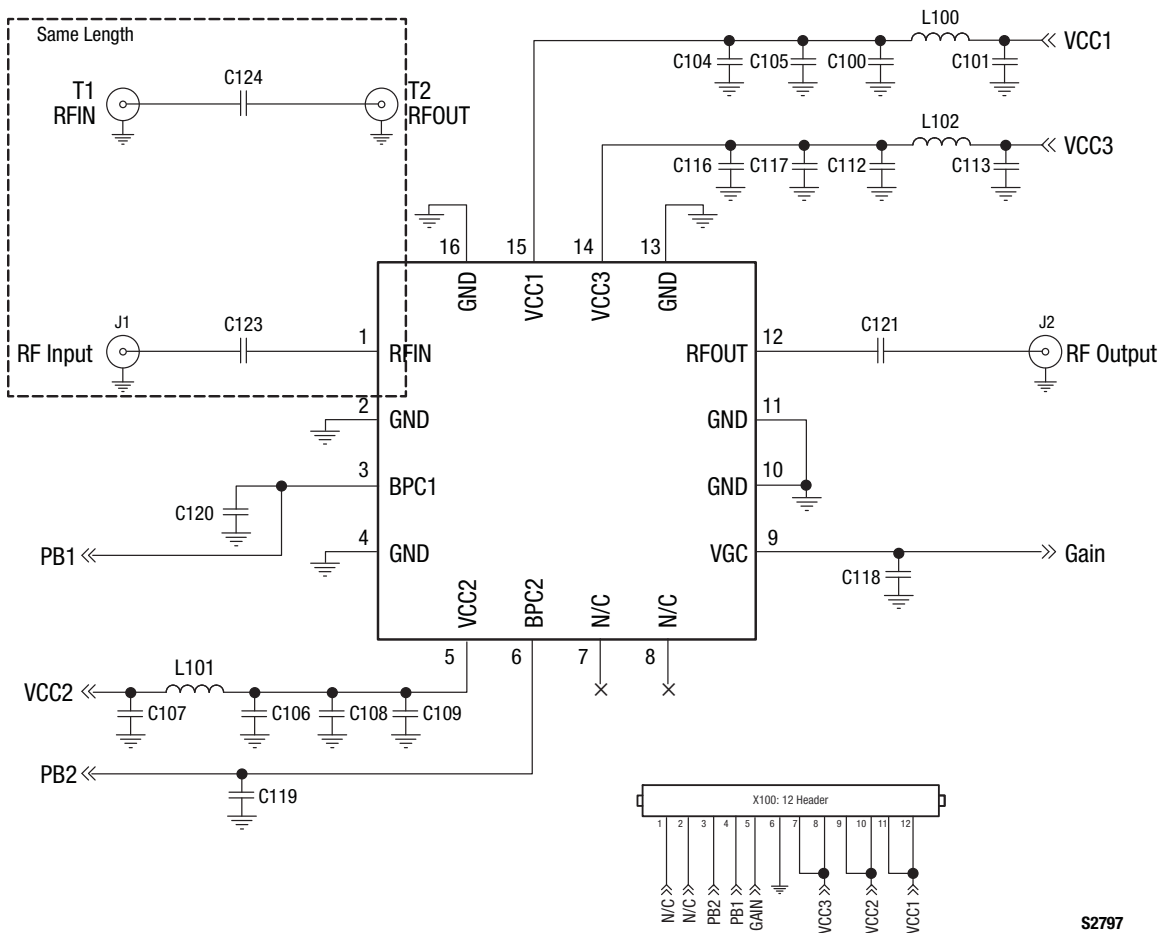 Same Length
T1
RFIN
C124
T2
RFOUT
L100
VCC1
C104
C105
C100
C101
L102
VCC3
C116
C117
C112
C113
16
15
14
13
GND
VCC1
VCC3
GND
RF Input
J1
C123
1
RFIN
RFOUT
12
C121
J2
RF Output
2
GND
GND
11
3
BPC1
GND
10
C120
PB1
4
GND
VGC
9
Gain
C118
VCC2
BPC2
N/C
N/C
5
6
7
8
L101
VCC2
C107
C106
C108
C109
PB2
C119
X100: 12 Header
1 2 3 4 5 6 7 8 9 10 11 12
N/C
N/C
PB2
PB1
GAIN
VCC3
VCC2
VCC1
S2797